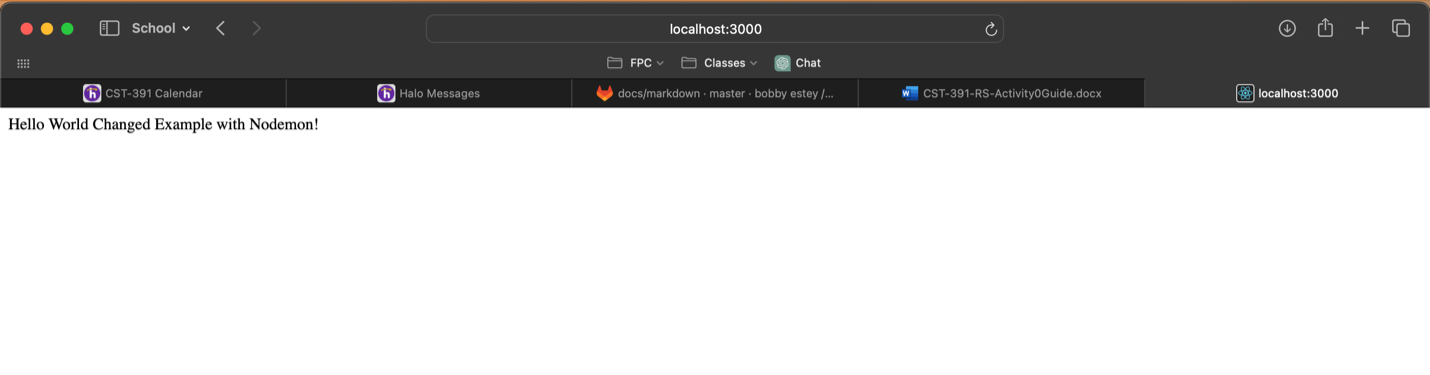 School
localhost:3000
FPC
Classes
Chat
CST-391 Calendar
Halo Messages
docs/markdown · master · bobby estey /...
CST-391-RS-Activity0Guide.docx
localhost:3000
Hello World Changed Example with Nodemon!